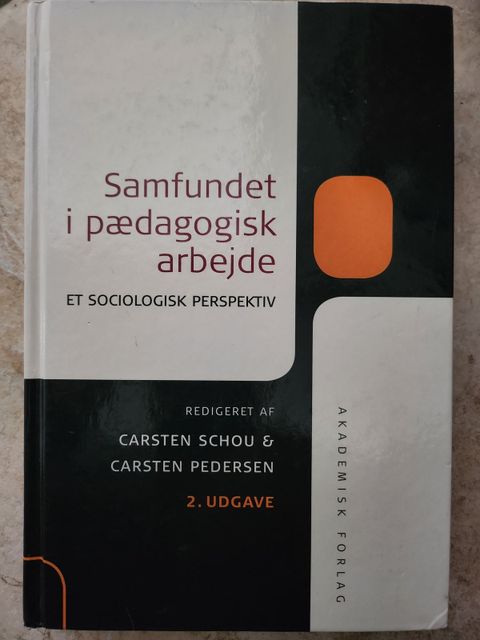 Samfundet
i pædagogisk
arbejde
ET SOCIOLOGISK PERSPEKTIV
REDIGERET AF
CARSTEN SCHOU &
CARSTEN PEDERSEN
2. UDGAVE
AKADEMISK FORLAG